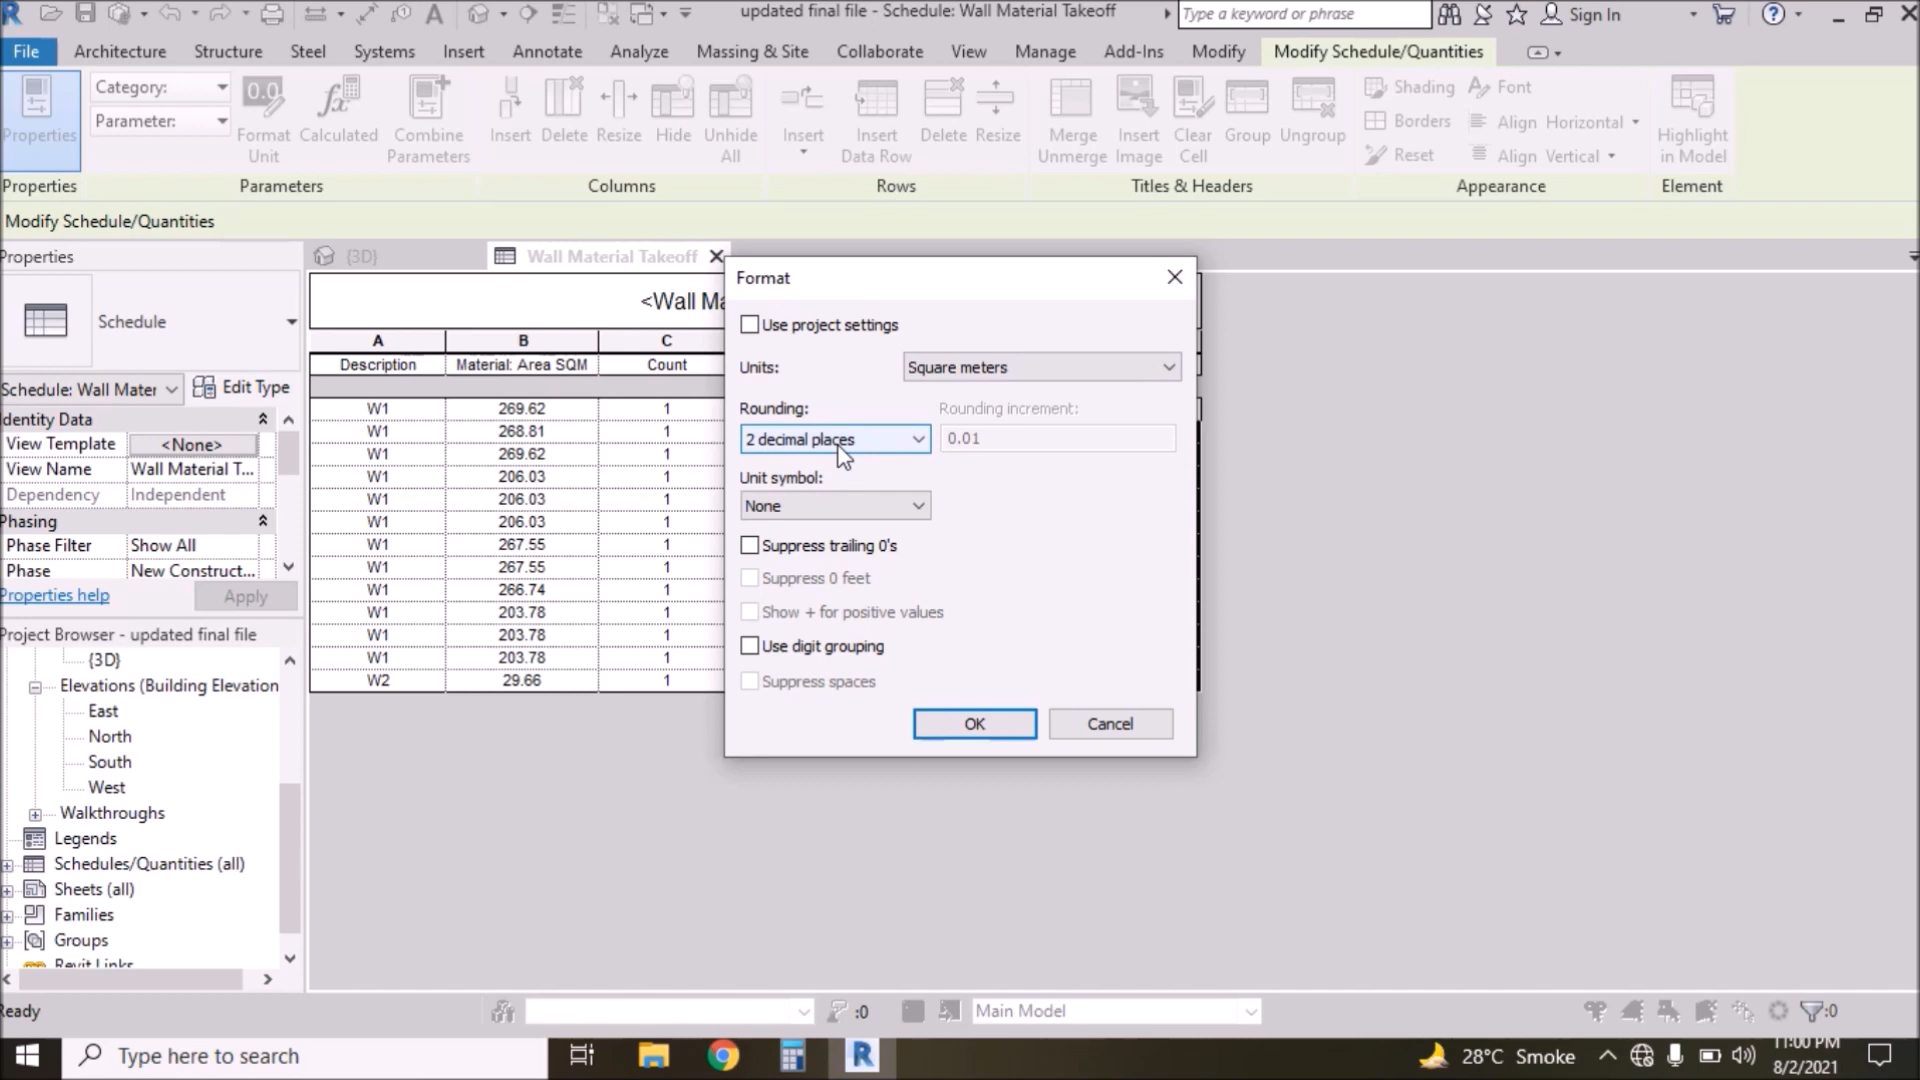 updated final file - Schedule: Wall Material Takeoff
Type a keyword or phrase
Sign In
File
Architecture
Structure
Steel
Systems
Insert
Annotate
Analyze
Massing & Site
Collaborate
View
Manage
Add-Ins
Modify
Modify Schedule/Quantities
Properties
Category:
Parameter:
Format
Unit
Calculated
Combine
Parameters
Insert
Delete
Resize
Hide
Unhide
All
Insert
Insert
Data Row
Delete
Resize
Merge
Unmerge
Insert
Image
Clear
Cell
Group
Ungroup
Shading
Borders
Reset
Font
Align Horizontal
Align Vertical
Highlight
in Model
Properties
Parameters
Columns
Rows
Titles & Headers
Appearance
Element
Modify Schedule/Quantities
Properties
Schedule
Schedule: Wall Mater
Edit Type
Identity Data
View Template
<None>
View Name
Wall Material T...
Dependency
Independent
Phasing
Phase Filter
Show All
Phase
New Construct...
Properties help
Apply
Project Browser - updated final file
{3D}
Elevations (Building Elevation
East
North
South
West
Walkthroughs
Legends
Schedules/Quantities (all)
Sheets (all)
Families
Groups
Revit Links
{3D}
Wall Material Takeoff
<Wall Ma
A B C
Description Material: Area SQM Count
W1 269.62 1
W1 268.81 1
W1 269.62 1
W1 206.03 1
W1 206.03 1
W1 206.03 1
W1 267.55 1
W1 267.55 1
W1 266.74 1
W1 203.78 1
W1 203.78 1
W1 203.78 1
W2 29.66 1
Format
Use project settings
Units:
Square meters
Rounding:
Rounding increment:
2 decimal places
0.01
Unit symbol:
None
Suppress trailing 0's
Suppress 0 feet
Show + for positive values
Use digit grouping
Suppress spaces
OK
Cancel
Ready
:0
Main Model
:0
Type here to search
28°C Smoke
11:00 PM
8/2/2021